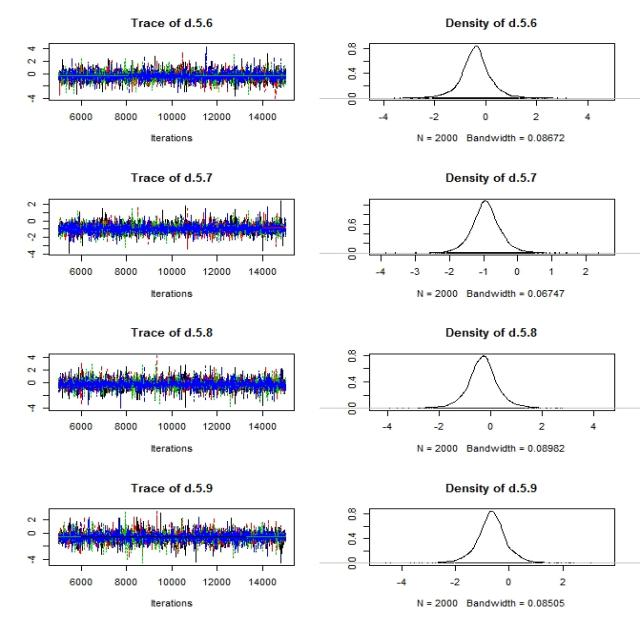 Trace of d.5.6
Density of d.5.6
4
2
0
-4
6000 8000 10000 12000 14000
Iterations
0.8
0.4
0.0
-4 -2 0 2 4
N = 2000 Bandwidth = 0.08672
Trace of d.5.7
Density of d.5.7
2
0
-2
-4
6000 8000 10000 12000 14000
Iterations
0.6
0.0
-4 -3 -2 -1 0 1 2
N = 2000 Bandwidth = 0.06747
Trace of d.5.8
Density of d.5.8
4
2
0
-4
6000 8000 10000 12000 14000
Iterations
0.8
0.4
0.0
-4 -2 0 2 4
N = 2000 Bandwidth = 0.08982
Trace of d.5.9
Density of d.5.9
2
0
-4
6000 8000 10000 12000 14000
Iterations
0.8
0.4
0.0
-4 -2 0 2
N = 2000 Bandwidth = 0.08505